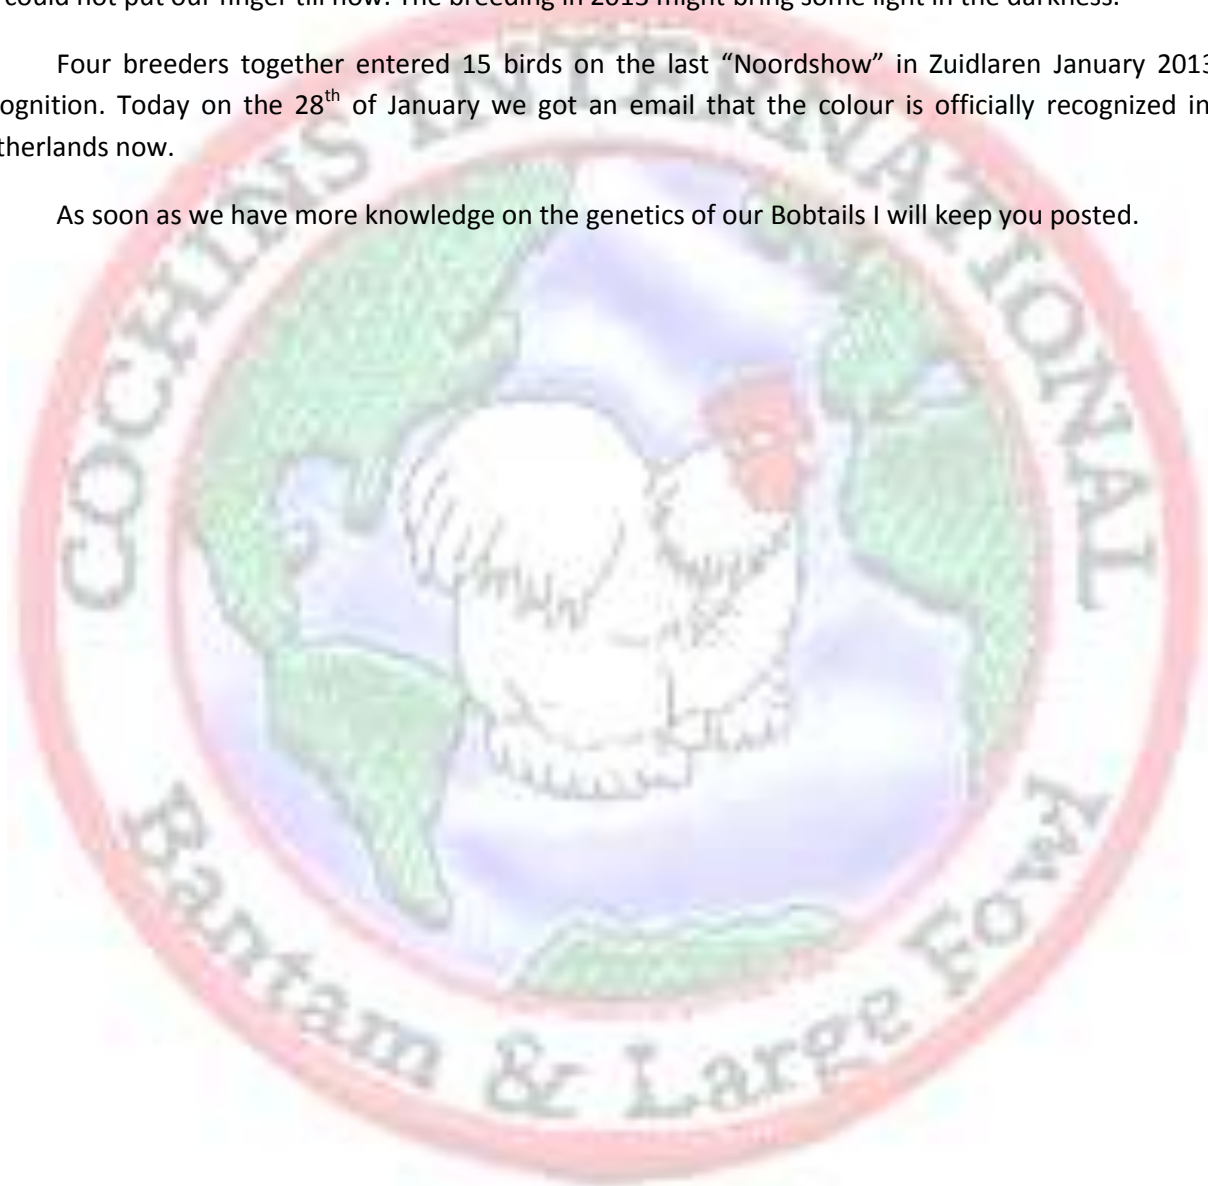 could not put our finger till now. The breeding in 2013 might bring some light in the darkness.
Four breeders together entered 15 birds on the last “Noordshow” in Zuidlaren January 2013
ognition. Today on the 28th of January we got an email that the colour is officially recognized in
therlands now.
As soon as we have more knowledge on the genetics of our Bobtails I will keep you posted.
COCHINS INTERNATIONAL
Bantam & Large Fowl